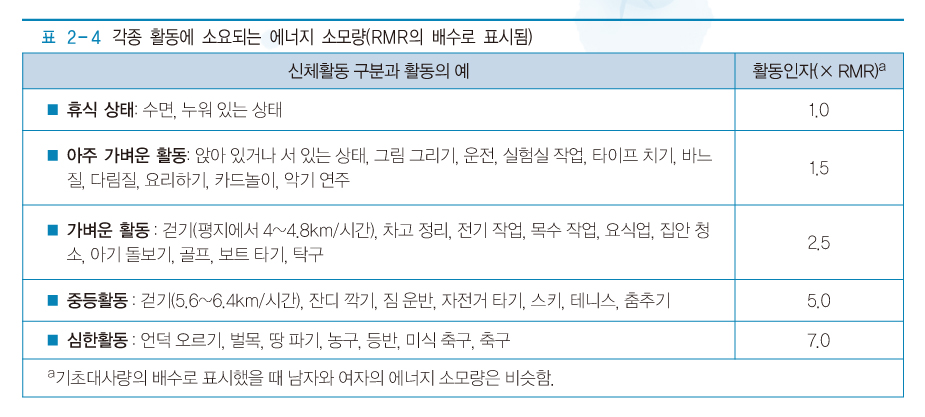 표 2-4 각종 활동에 소요되는 에너지 소모량(RMR의 배수로 표시됨)
신체활동 구분과 활동의 예 활동인자(× RMR)a
■ 휴식 상태: 수면, 누워 있는 상태 1.0
■ 아주 가벼운 활동: 앉아 있거나 서 있는 상태, 그림 그리기, 운전, 실험실 작업, 타이프 치기, 바느
질, 다림질, 요리하기, 카드놀이, 악기 연주 1.5
■ 가벼운 활동 : 걷기(평지에서 4~4.8km/시간), 차고 정리, 전기 작업, 목수 작업, 요식업, 집안 청
소, 아기 돌보기, 골프, 보트 타기, 탁구 2.5
■ 중등활동 : 걷기(5.6~6.4km/시간), 잔디 깍기, 짐 운반, 자전거 타기, 스키, 테니스, 춤추기 5.0
■ 심한활동 : 언덕 오르기, 벌목, 땅 파기, 농구, 등반, 미식 축구, 축구 7.0
a기초대사량의 배수로 표시했을 때 남자와 여자의 에너지 소모량은 비슷함.